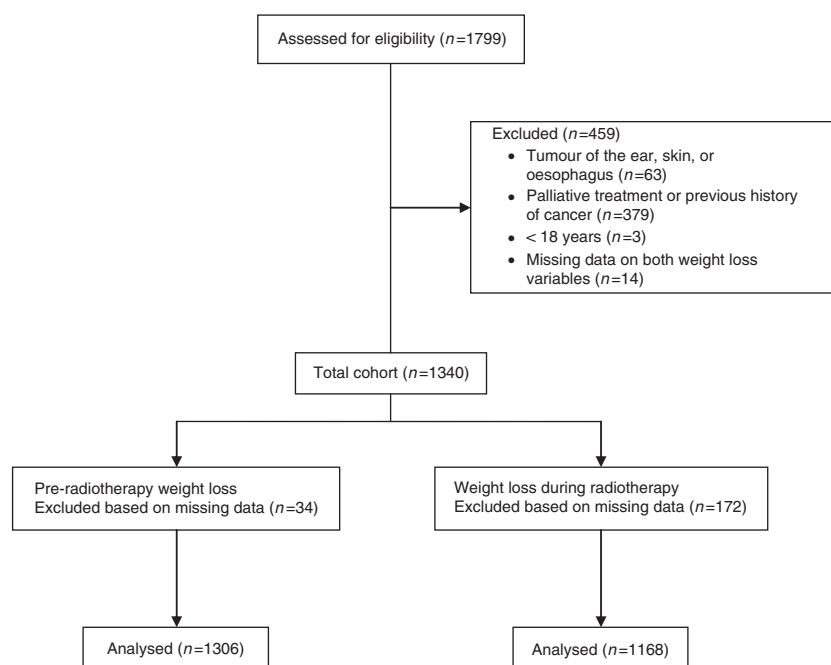 Assessed for eligibility (n=1799)
Excluded (n=459)
• Tumour of the ear, skin, or
oesophagus (n=63)
• Palliative treatment or previous history
of cancer (n=379)
• < 18 years (n=3)
• Missing data on both weight loss
variables (n=14)
Total cohort (n=1340)
Pre-radiotherapy weight loss
Excluded based on missing data (n=34)
Weight loss during radiotherapy
Excluded based on missing data (n=172)
Analysed (n=1306)
Analysed (n=1168)